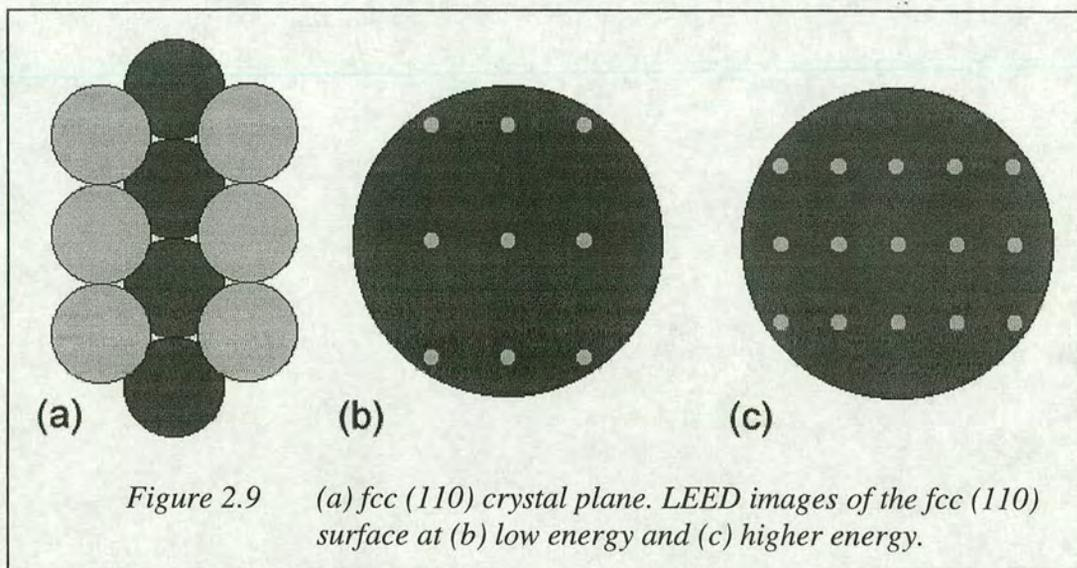 (a)
(b)
(c)
Figure 2.9 (a) fcc (110) crystal plane. LEED images of the fcc (110)
surface at (b) low energy and (c) higher energy.